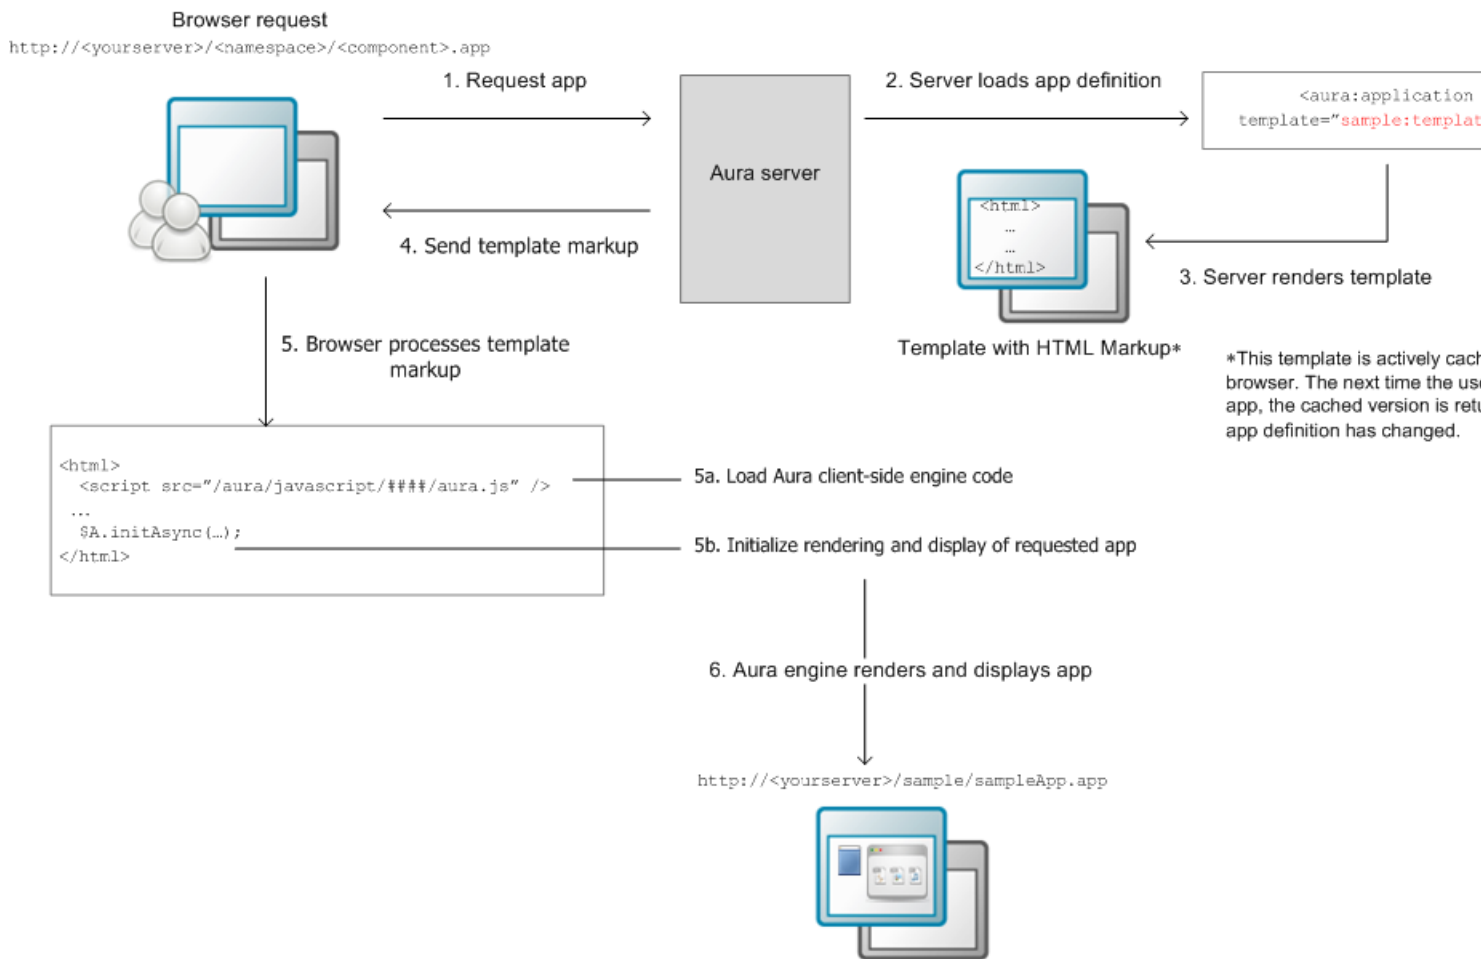 Browser request
http://<yourserver>/<namespace>/<component>.app
1. Request app
2. Server loads app definition
<aura:application
template="sample:templat
Aura server
<html>
…
…
</html>
4. Send template markup
3. Server renders template
Template with HTML Markup*
*This template is actively cach
browser. The next time the use
app, the cached version is retu
app definition has changed.
5. Browser processes template
markup
<html>
<script src="/aura/javascript/####/aura.js" />
...
$A.initAsync(…);
</html>
5a. Load Aura client-side engine code
5b. Initialize rendering and display of requested app
6. Aura engine renders and displays app
http://<yourserver>/sample/sampleApp.app